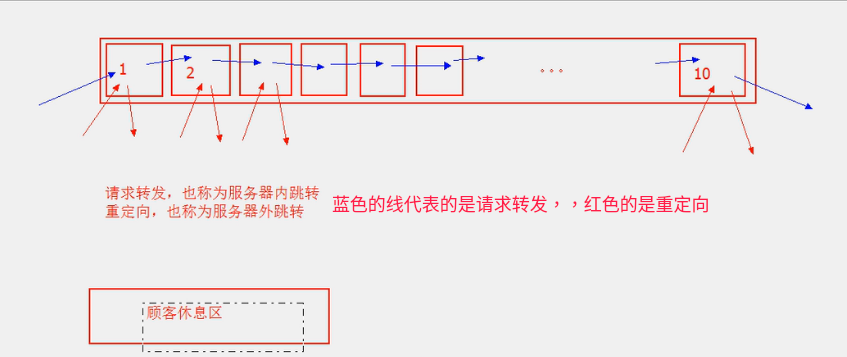 1
2
。。。
10
请求转发，也称为服务器内跳转
重定向，也称为服务器外跳转
蓝色的线代表的是请求转发，，红色的是重定向
顾客休息区